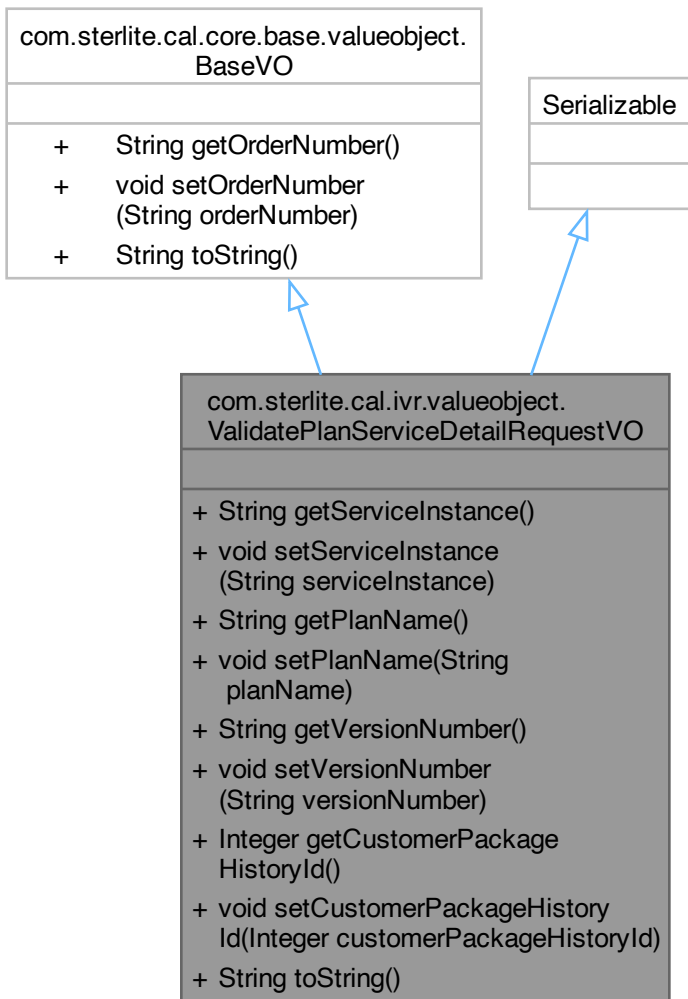 com.sterlite.cal.core.base.valueobject.
BaseVO
+ String getOrderNumber()
+ void setOrderNumber
(String orderNumber)
+ String toString()
Serializable
com.sterlite.cal.ivr.valueobject.
ValidatePlanServiceDetailRequestVO
+ String getServiceInstance()
+ void setServiceInstance
(String serviceInstance)
+ String getPlanName()
+ void setPlanName(String
planName)
+ String getVersionNumber()
+ void setVersionNumber
(String versionNumber)
+ Integer getCustomerPackage
HistoryId()
+ void setCustomerPackageHistory
Id(Integer customerPackageHistoryId)
+ String toString()